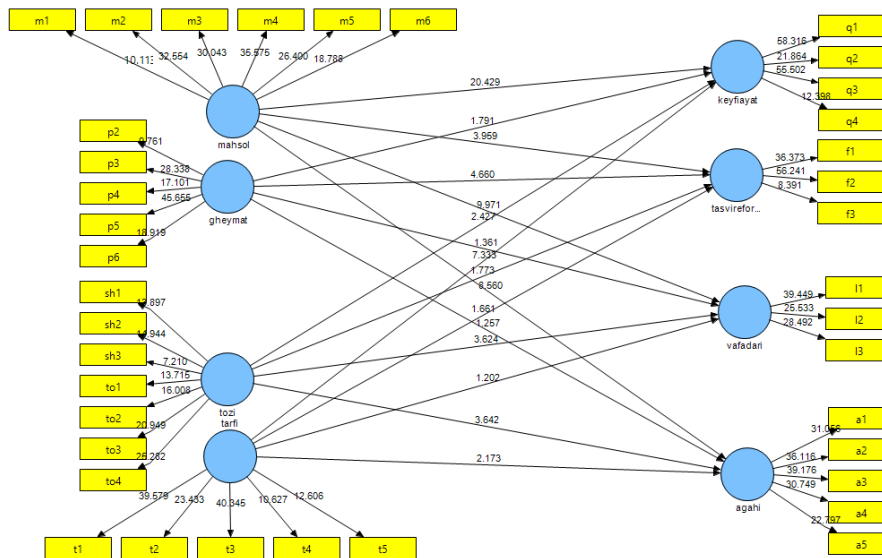 m1
m2
m3
m4
m5
m6
10.113
32.554
30.043
35.575
26.400
18.788
mahsol
p2
p3
p4
p5
p6
9.761
28.338
17.101
45.655
18.919
gheymat
sh1
sh2
sh3
to1
to2
to3
to4
14.944
7.210
13.715
16.008
20.949
25.282
tozi
tarfi
39.579
23.433
40.345
10.627
12.606
t1
t2
t3
t4
t5
20.429
1.791
3.959
4.660
9.971
2.427
1.361
7.333
1.773
8.560
1.661
1.257
3.624
1.202
3.642
2.173
q1
q2
q3
q4
58.316
21.864
55.502
12.398
keyfiayat
f1
f2
f3
36.373
56.241
8.391
tasvirefor...
l1
l2
l3
39.449
25.533
28.492
vafadari
a1
a2
a3
a4
a5
31.056
36.116
39.176
30.749
22.797
agahi